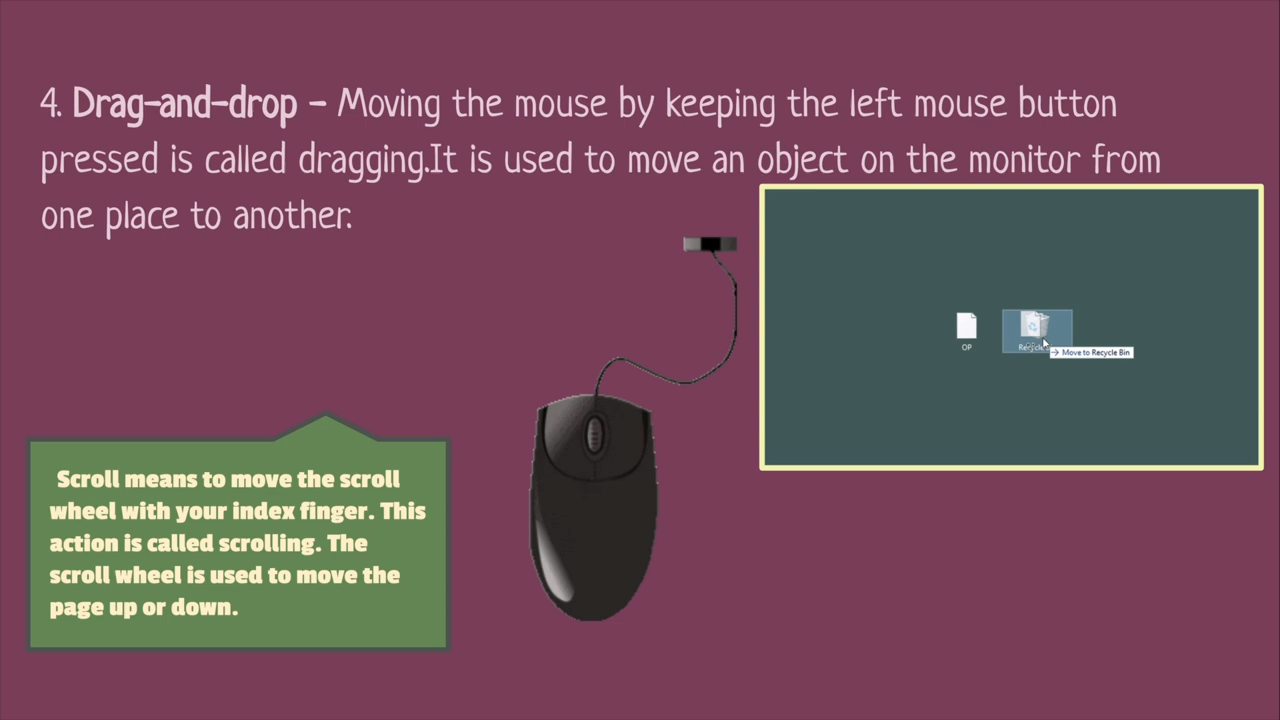 4. Drag-and-drop - Moving the mouse by keeping the left mouse button
pressed is called dragging.It is used to move an object on the monitor from
one place to another.
OP
Move to Recycle Bin
Scroll means to move the scroll
wheel with your index finger. This
action is called scrolling. The
scroll wheel is used to move the
page up or down.